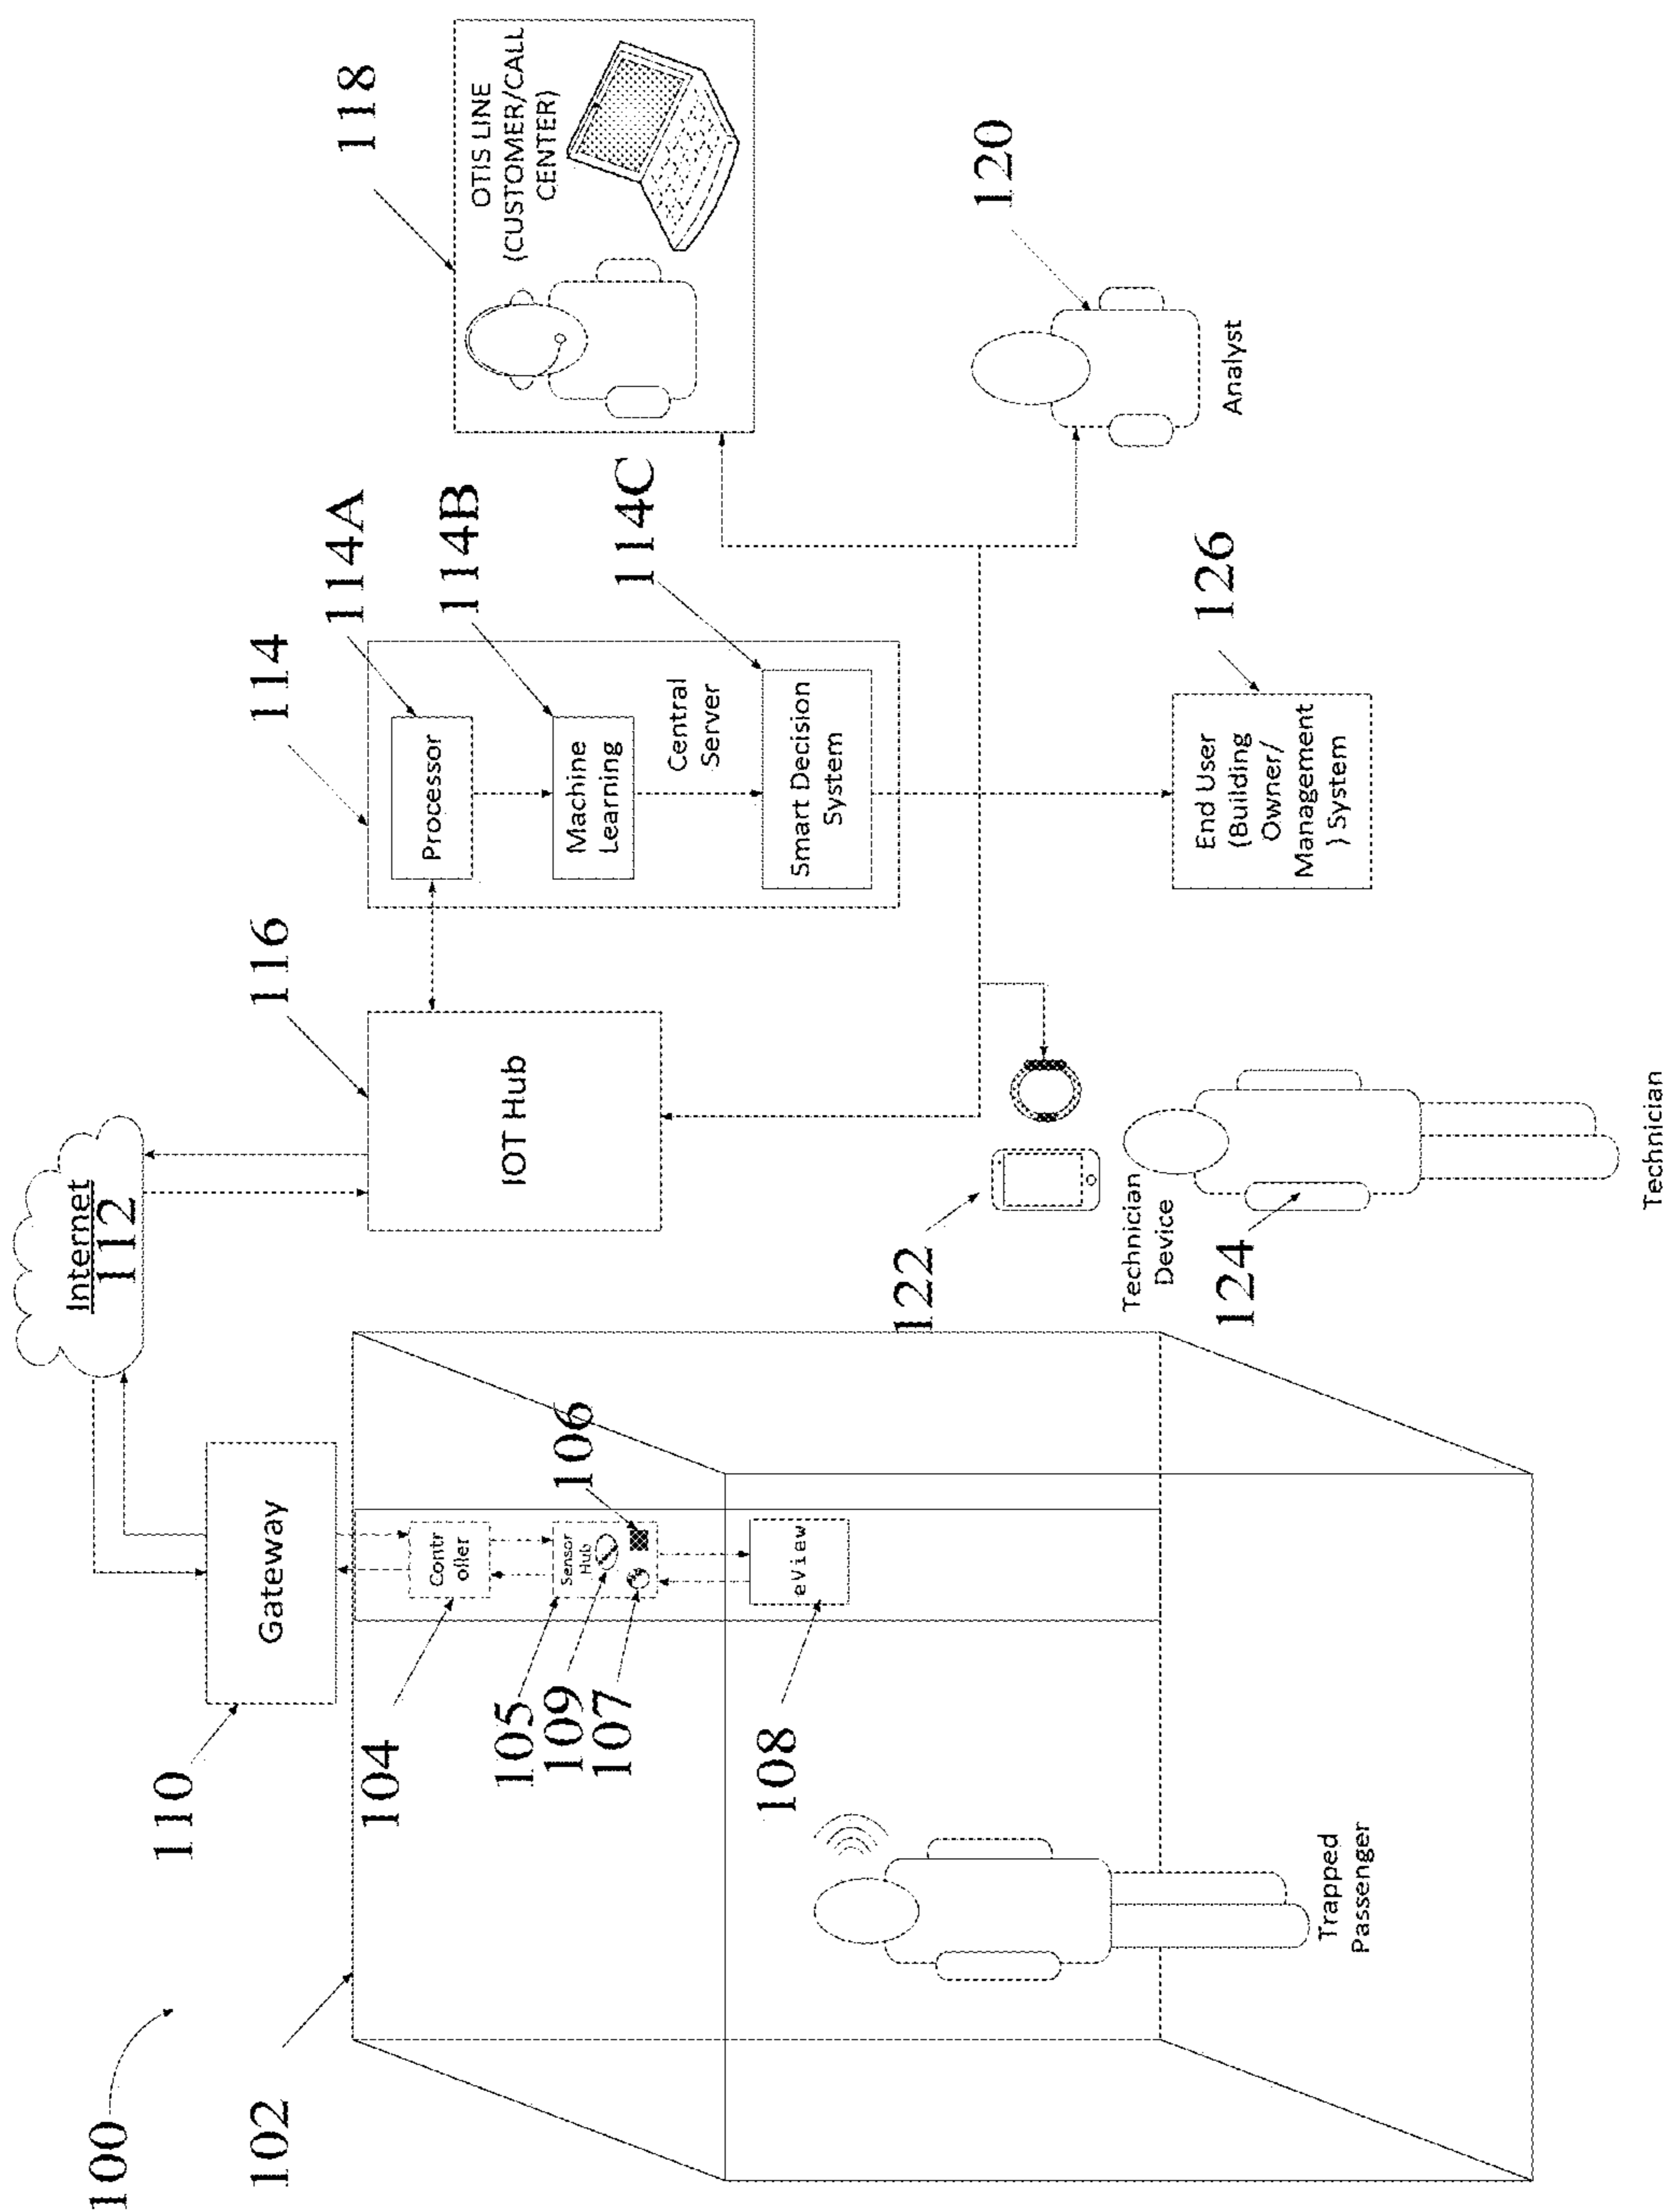 100
102
110
Gateway
Internet
112
116
IOT Hub
114
114A
Processor
114B
Machine
Learning
Central
Server
114C
Smart Decision
System
118
OTIS LINE
(CUSTOMER/CALL
CENTER)
120
Analyst
126
End User
(Building
Owner/
Management
) System
104
Contr
oller
105
Sensor
Hub
109
107
106
108
eView
Trapped
Passenger
122
Technician
Device
124
Technician